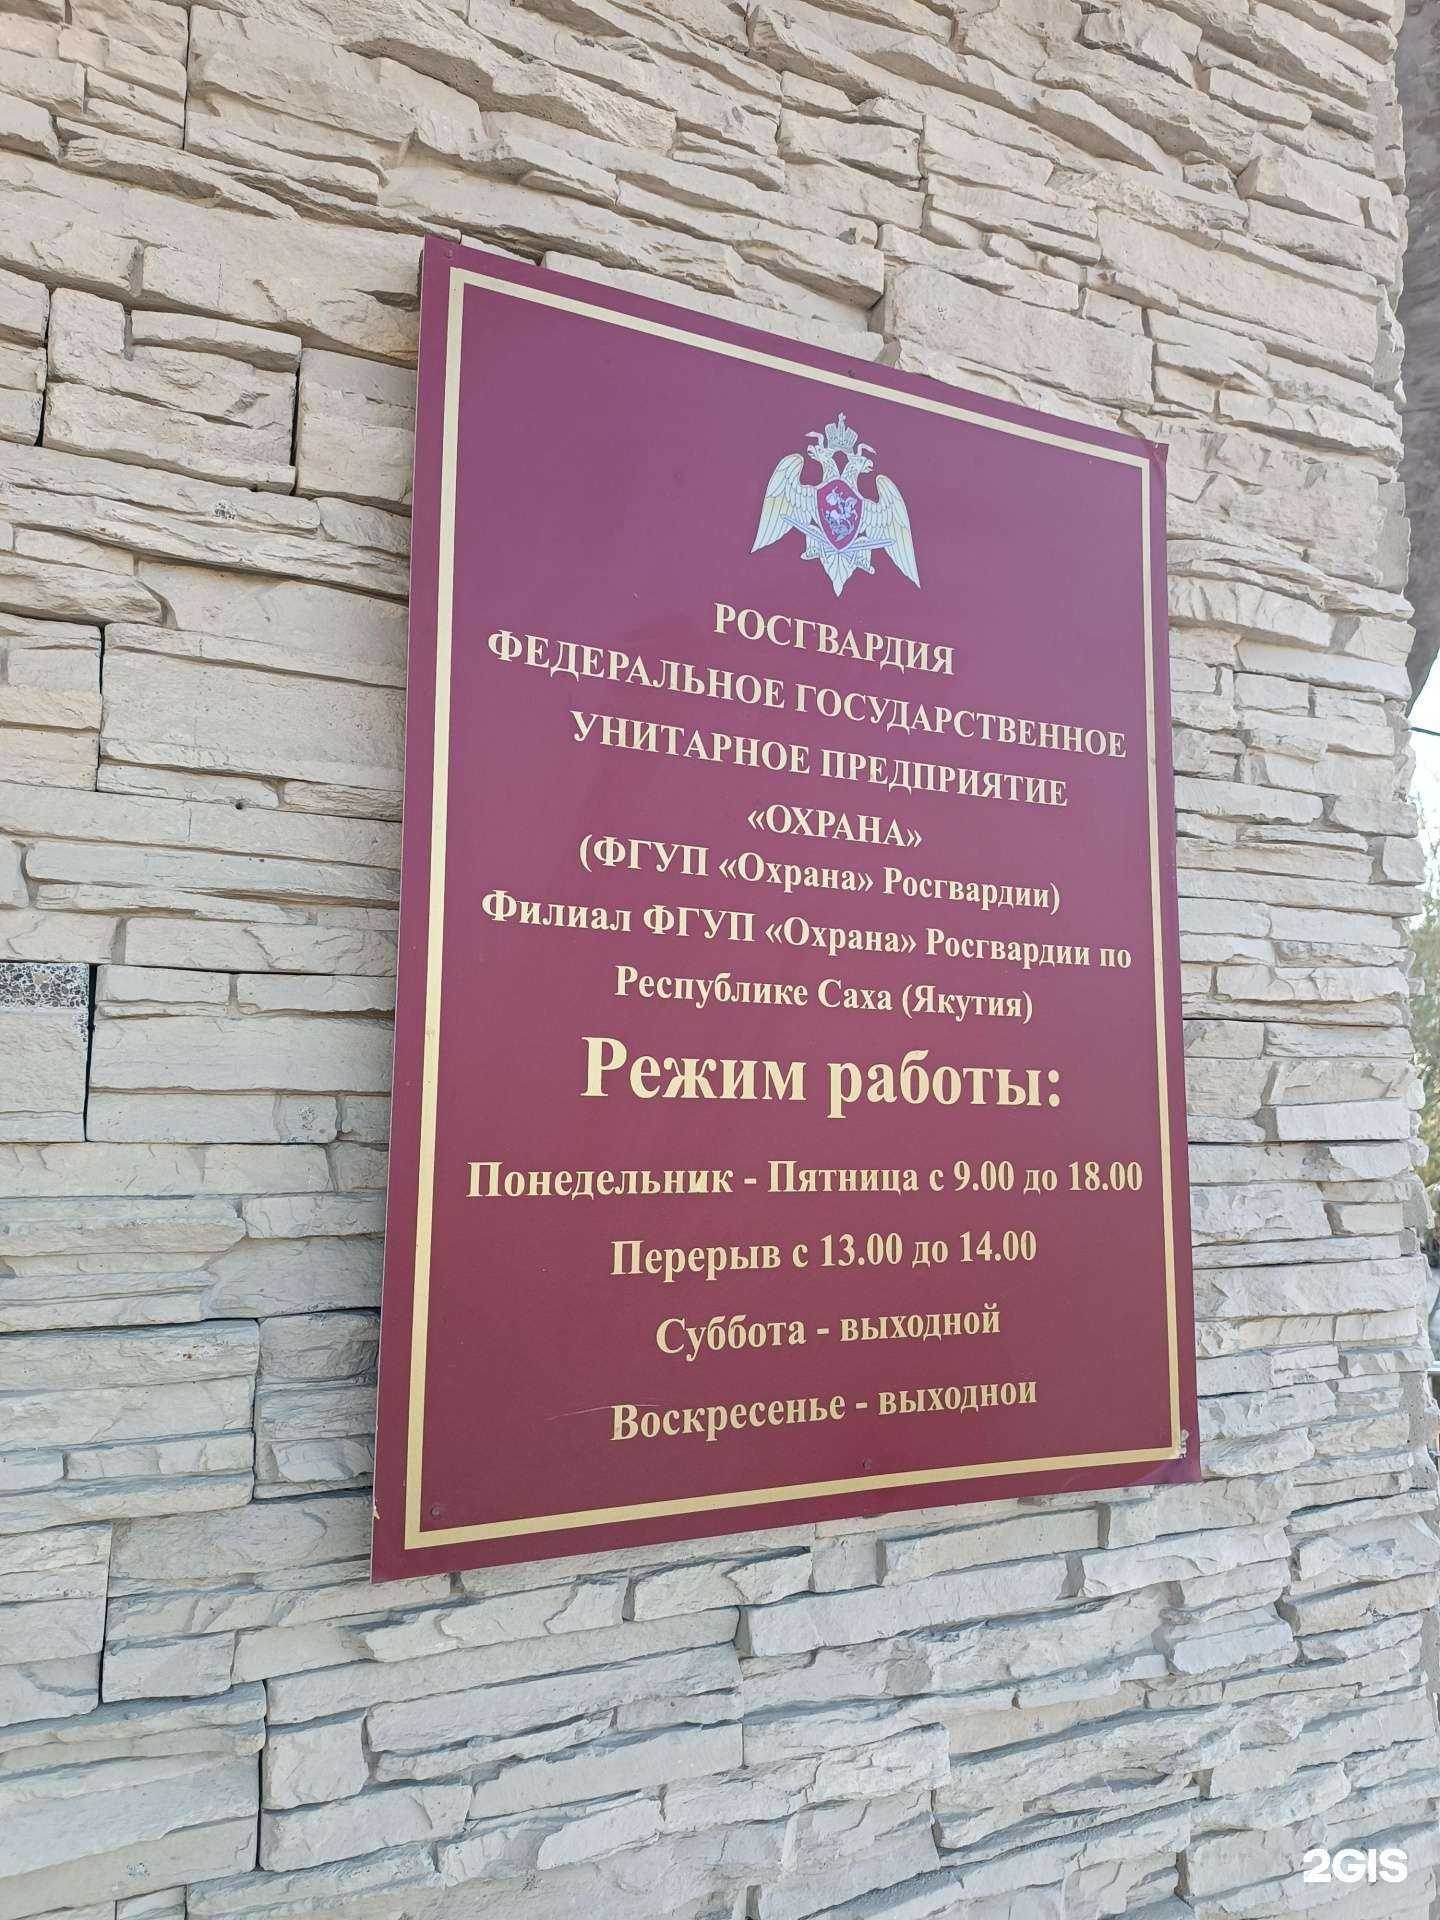 РОСГВАРДИЯ
ФЕДЕРАЛЬНОЕ ГОСУДАРСТВЕННОЕ
УНИТАРНОЕ ПРЕДПРИЯТИЕ
«ОХРАНА»
(ФГУП «Охрана» Росгвардии)
Филиал ФГУП «Охрана» Росгвардии по
Республике Саха (Якутия)
Режим работы:
Понедельник - Пятница с 9.00 до 18.00
Перерыв с 13.00 до 14.00
Суббота - выходной
Воскресенье - выходнои
2GIS